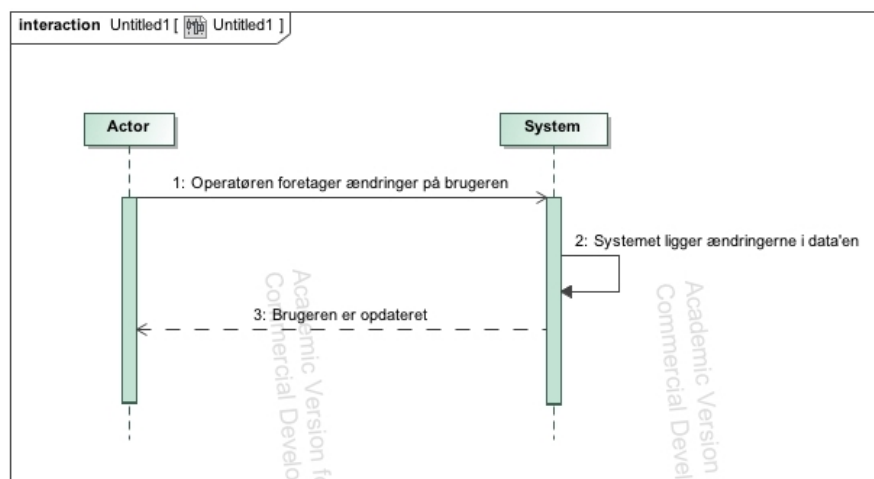 interaction Untitled1 [ Untitled1 ]
Actor
System
1: Operatøren foretager ændringer på brugeren
2: Systemet ligger ændringerne i data'en
3: Brugeren er opdateret
Academic Version f
Commercial Develo
Academic Version
Commercial Devel